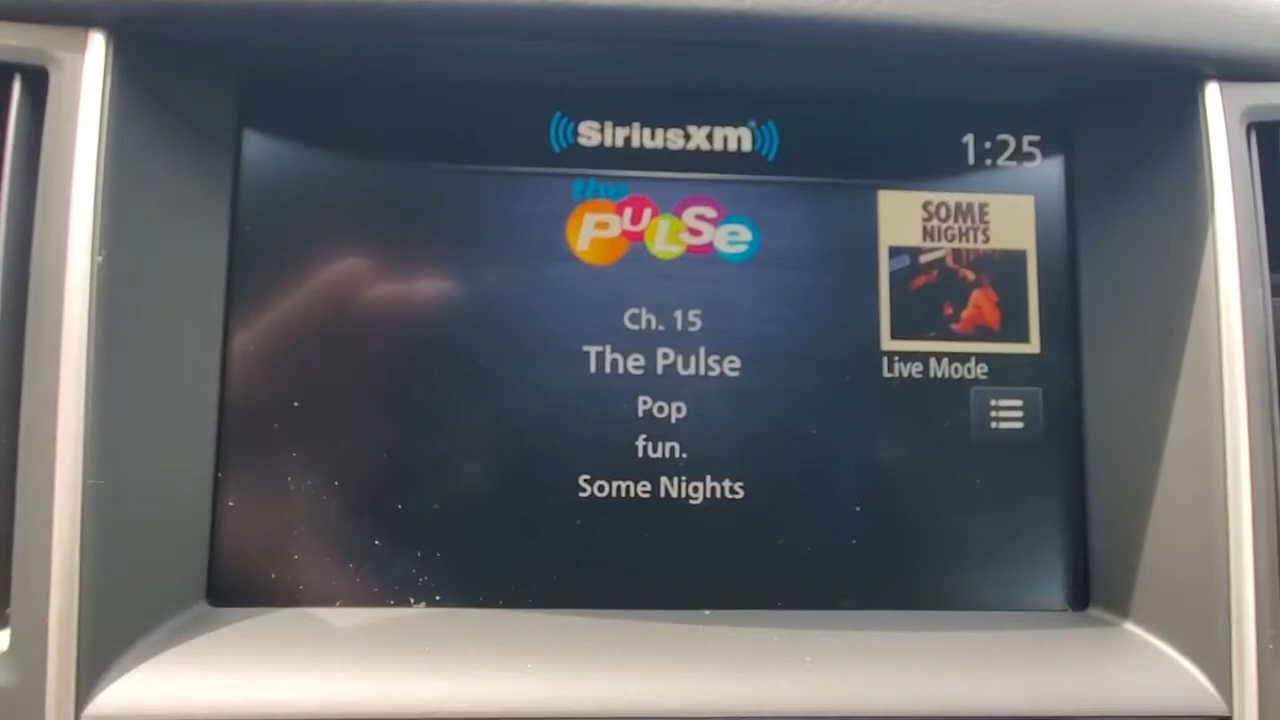 SiriusXM
1:25
the
PULSe
SOME
NIGHTS
Ch. 15
The Pulse
Live Mode
Pop
fun.
Some Nights